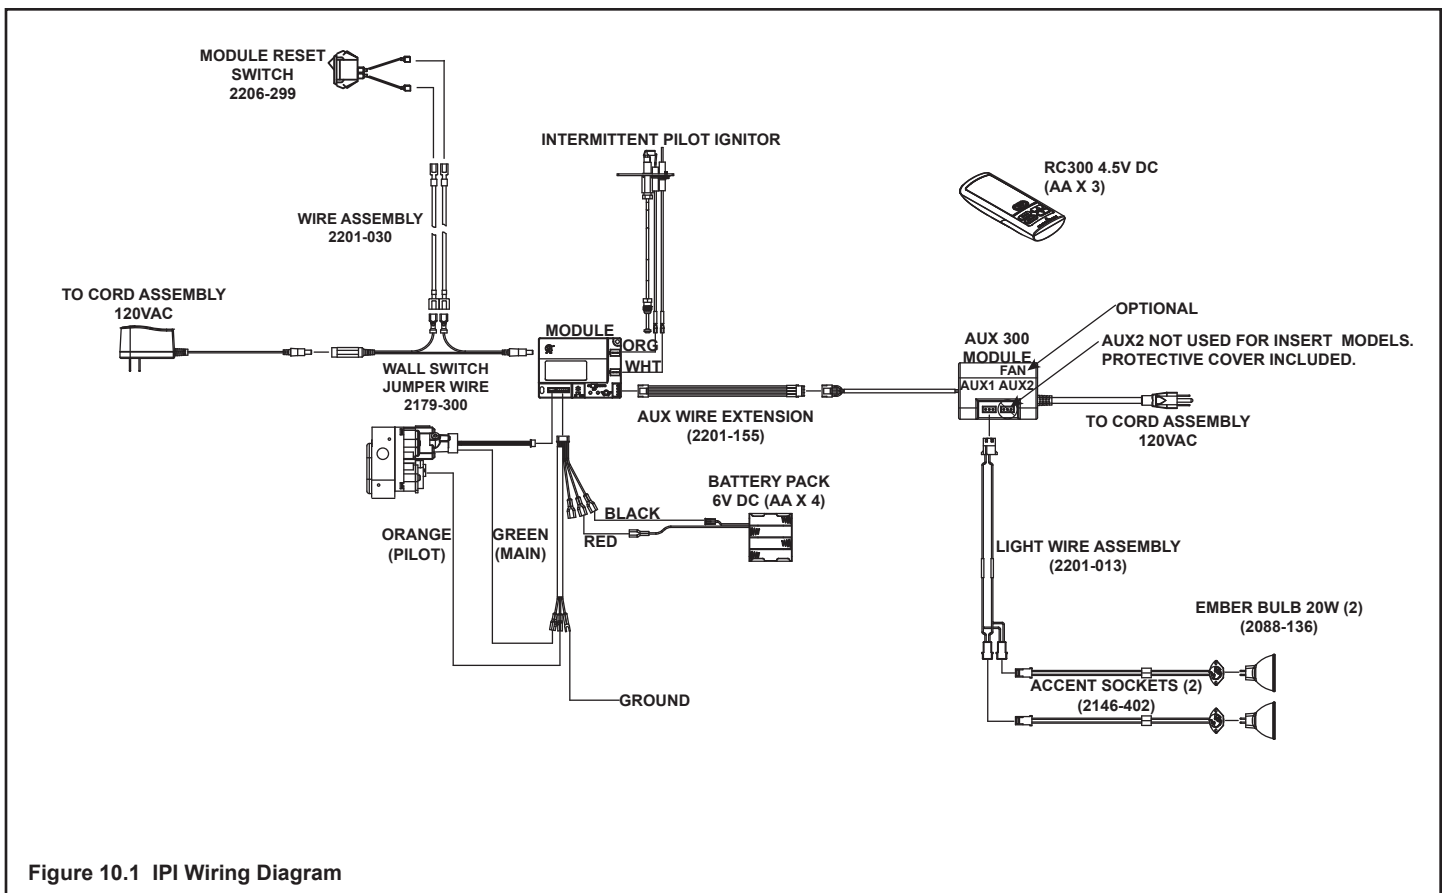 MODULE RESET
SWITCH
2206-299
INTERMITTENT PILOT IGNITOR
RC300 4.5V DC
(AA X 3)
WIRE ASSEMBLY
2201-030
TO CORD ASSEMBLY
120VAC
MODULE
ORG
WHT
WALL SWITCH
JUMPER WIRE
2179-300
AUX WIRE EXTENSION
(2201-155)
OPTIONAL
AUX2 NOT USED FOR INSERT MODELS.
PROTECTIVE COVER INCLUDED.
AUX 300
MODULE
FAN
AUX1 AUX2
TO CORD ASSEMBLY
120VAC
BATTERY PACK
6V DC (AA X 4)
BLACK
RED
ORANGE
(PILOT)
GREEN
(MAIN)
GROUND
LIGHT WIRE ASSEMBLY
(2201-013)
EMBER BULB 20W (2)
(2088-136)
ACCENT SOCKETS (2)
(2146-402)
Figure 10.1 IPI Wiring Diagram